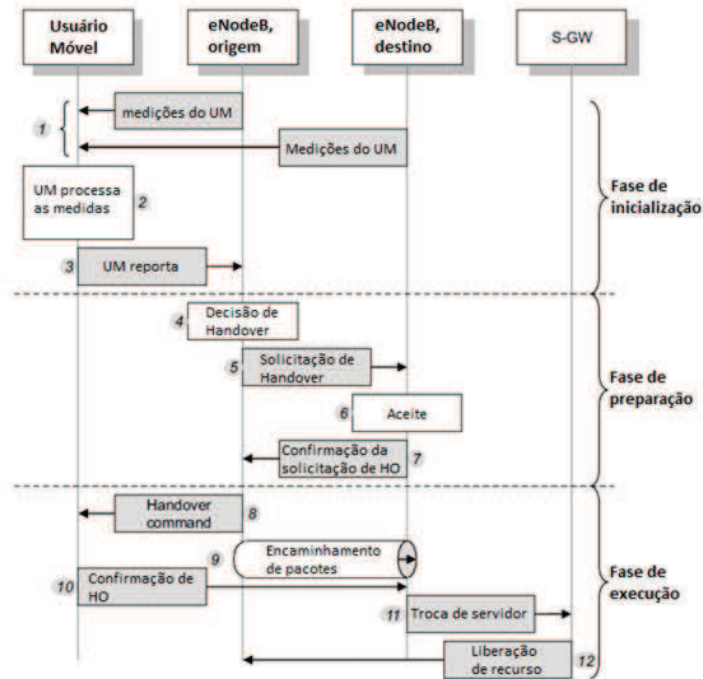 Usuário
Móvel
eNodeB,
origem
eNodeB,
destino
S-GW
1
medições do UM
Medições do UM
UM processa
as medidas
2
3
UM reporta
Fase de
inicialização
4
Decisão de
Handover
5
Solicitação de
Handover
6
Aceite
Confirmação da
solicitação de HO
7
Fase de
preparação
Handover
command
8
9
Encaminhamento
de pacotes
10
Confirmação de
HO
11
Troca de servidor
Liberação
de recurso
12
Fase de
execução